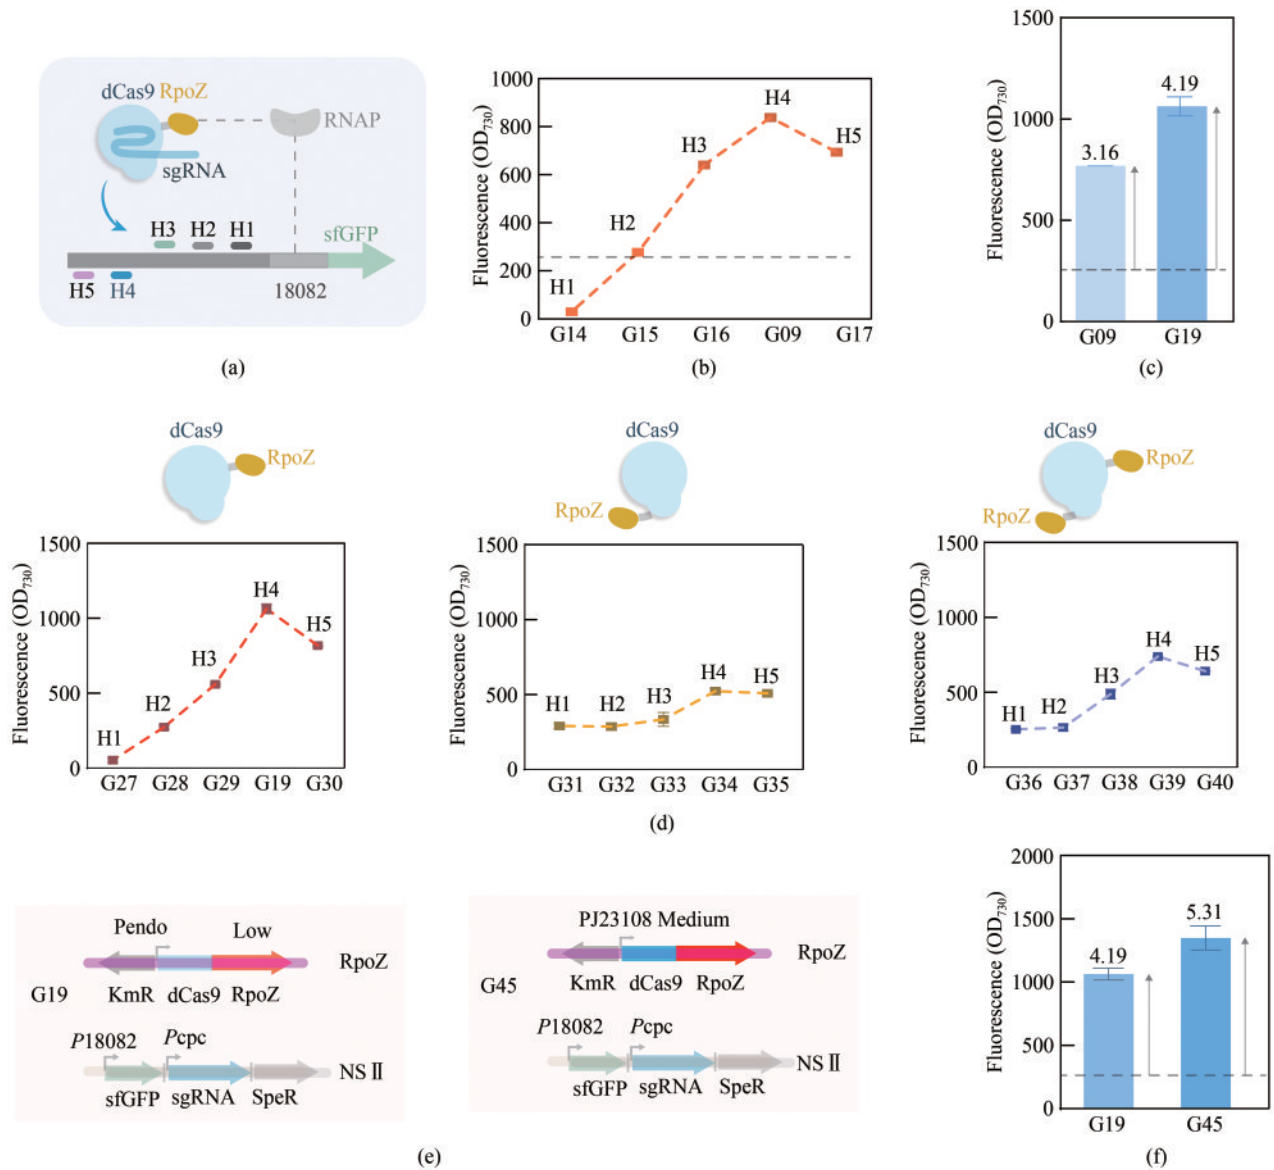 dCas9 RpoZ
RNAP
sgRNA
H3 H2 H1
sfGFP
H5 H4
18082
(a)
Fluorescence (OD730)
1000
800
600
400
200
0
H1
H2
H3
H4
H5
G14 G15 G16 G09 G17
(b)
Fluorescence (OD730)
1500
1000
500
0
3.16
4.19
G09 G19
(c)
dCas9
RpoZ
Fluorescence (OD730)
1500
1000
500
0
H1
H2
H3
H4
H5
G27 G28 G29 G19 G30
dCas9
RpoZ
Fluorescence (OD730)
1500
1000
500
0
H1 H2 H3 H4 H5
G31 G32 G33 G34 G35
dCas9
RpoZ
RpoZ
Fluorescence (OD730)
1500
1000
500
0
H1 H2 H3 H4 H5
G36 G37 G38 G39 G40
(d)
Pendo Low
RpoZ
G19 KmR dCas9 RpoZ
P18082 Pcpc
NS Ⅱ
sfGFP sgRNA SpeR
PJ23108 Medium
RpoZ
G45 KmR dCas9 RpoZ
P18082 Pcpc
NS Ⅱ
sfGFP sgRNA SpeR
(e)
Fluorescence (OD730)
2000
1500
1000
500
0
4.19
5.31
G19 G45
(f)